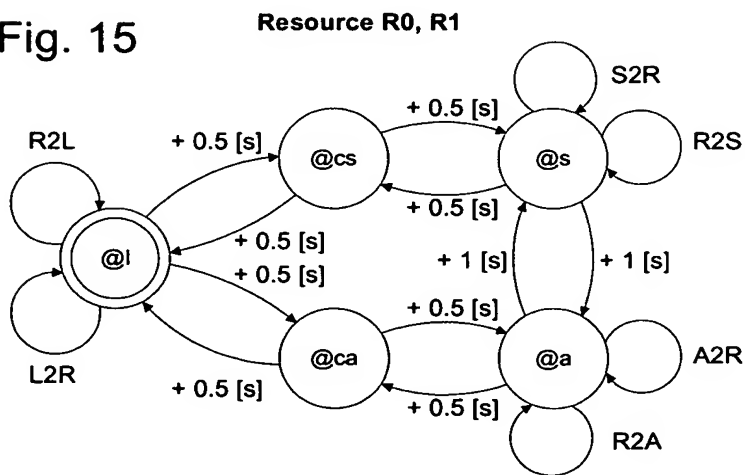 Fig. 15
Resource R0, R1
S2R
+ 0.5 [s]
R2L
+ 0.5 [s]
@cs
@s
R2S
+ 0.5 [s]
@l
+ 0.5 [s]
+ 0.5 [s]
+ 1 [s]
+ 1 [s]
+ 0.5 [s]
L2R
@ca
@a
A2R
+ 0.5 [s]
+ 0.5 [s]
R2A